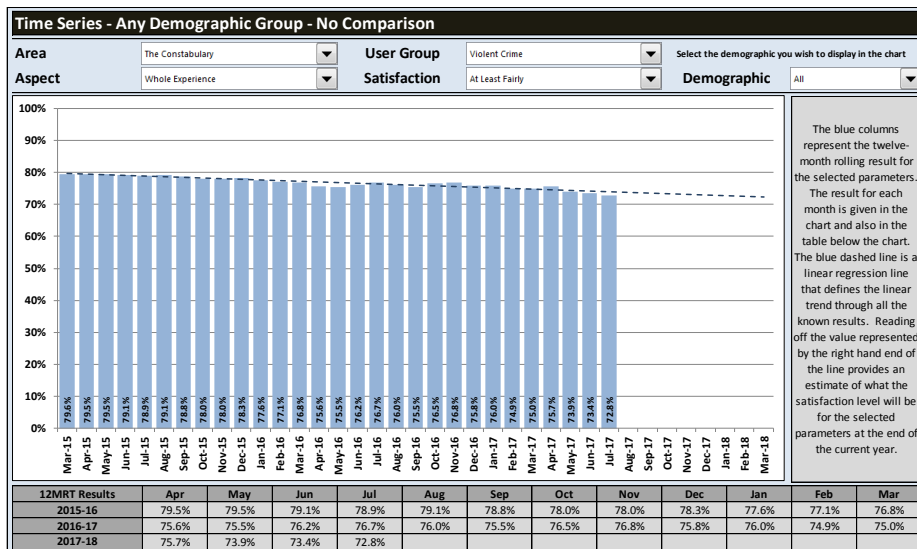 Time Series - Any Demographic Group - No Comparison
Area The Constabulary User Group Violent Crime Select the demographic you wish to display in the chart
Aspect Whole Experience Satisfaction At Least Fairly Demographic All
100%
90%
80%
70%
60%
50%
40%
30%
20%
10%
0%
79.6% 79.5% 79.5% 79.1% 78.9% 79.1% 78.8% 78.0% 78.0% 78.3% 77.6% 77.1% 76.8% 75.6% 75.5% 76.2% 76.7% 76.0% 75.5% 76.5% 76.8% 75.8% 76.0% 74.9% 75.0% 75.7% 73.9% 73.4% 72.8%
Mar-15 Apr-15 May-15 Jun-15 Jul-15 Aug-15 Sep-15 Oct-15 Nov-15 Dec-15 Jan-16 Feb-16 Mar-16 Apr-16 May-16 Jun-16 Jul-16 Aug-16 Sep-16 Oct-16 Nov-16 Dec-16 Jan-17 Feb-17 Mar-17 Apr-17 May-17 Jun-17 Jul-17 Aug-17 Sep-17 Oct-17 Nov-17 Dec-17 Jan-18 Feb-18 Mar-18
The blue columns
represent the twelve-
month rolling result for
the selected parameters.
The result for each
month is given in the
chart and also in the
table below the chart.
The blue dashed line is a
linear regression line
that defines the linear
trend through all the
known results. Reading
off the value represented
by the right hand end of
the line provides an
estimate of what the
satisfaction level will be
for the selected
parameters at the end of
the current year.
12MRT Results Apr May Jun Jul Aug Sep Oct Nov Dec Jan Feb Mar
2015-16 79.5% 79.5% 79.1% 78.9% 79.1% 78.8% 78.0% 78.0% 78.3% 77.6% 77.1% 76.8%
2016-17 75.6% 75.5% 76.2% 76.7% 76.0% 75.5% 76.5% 76.8% 75.8% 76.0% 74.9% 75.0%
2017-18 75.7% 73.9% 73.4% 72.8%